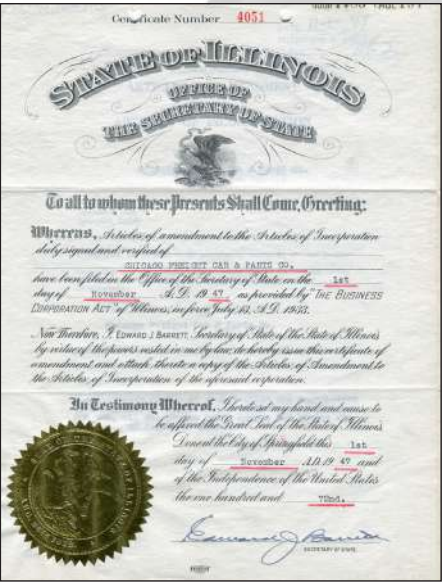 Certificate Number 4051
STATE OF ILLINOIS
OFFICE OF
THE SECRETARY OF STATE
To all to whom these Presents Shall Come, Greeting:
Whereas, Articles of amendment to the Articles of Incorporation
duly signed and verified of
CHICAGO FREIGHT CAR & PARTS CO.
have been filed in the Office of the Secretary of State on the 1st
day of November A.D. 19 47 as provided by "THE BUSINESS
CORPORATION ACT" of Illinois, in force July 13, A.D. 1933.
Now Therefore, I, EDWARD J. BARRETT, Secretary of State of the State of Illinois
by virtue of the powers vested in me by law, do hereby issue this certificate of
amendment and attach thereto a copy of the Articles of Amendment to
the Articles of Incorporation of the aforesaid corporation.
In Testimony Whereof, I hereto set my hand and cause to
be affixed the Great Seal of the State of Illinois
Done at the City of Springfield this 1st
day of November A.D. 19 47 and
of the Independence of the United States
the one hundred and 72nd.
Edward J Barrett
SECRETARY OF STATE